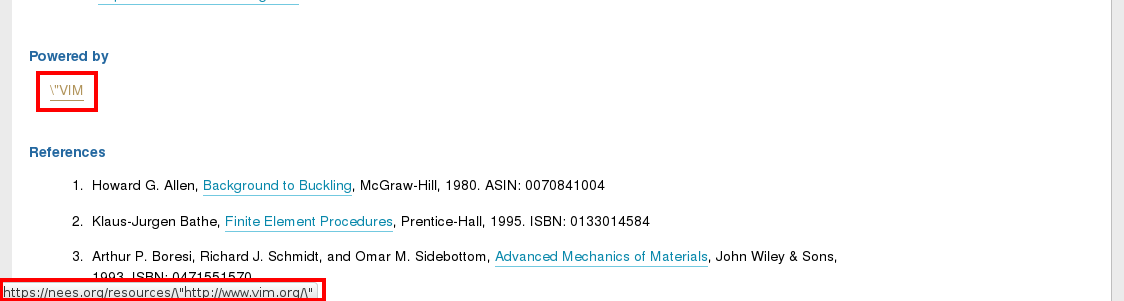 Powered by
\"VIM
References
1. Howard G. Allen, Background to Buckling, McGraw-Hill, 1980. ASIN: 0070841004
2. Klaus-Jurgen Bathe, Finite Element Procedures, Prentice-Hall, 1995. ISBN: 0133014584
3. Arthur P. Boresi, Richard J. Schmidt, and Omar M. Sidebottom, Advanced Mechanics of Materials, John Wiley & Sons,
1993. ISBN: 0471551570
https://nees.org/resources/\"http://www.vim.org/\"